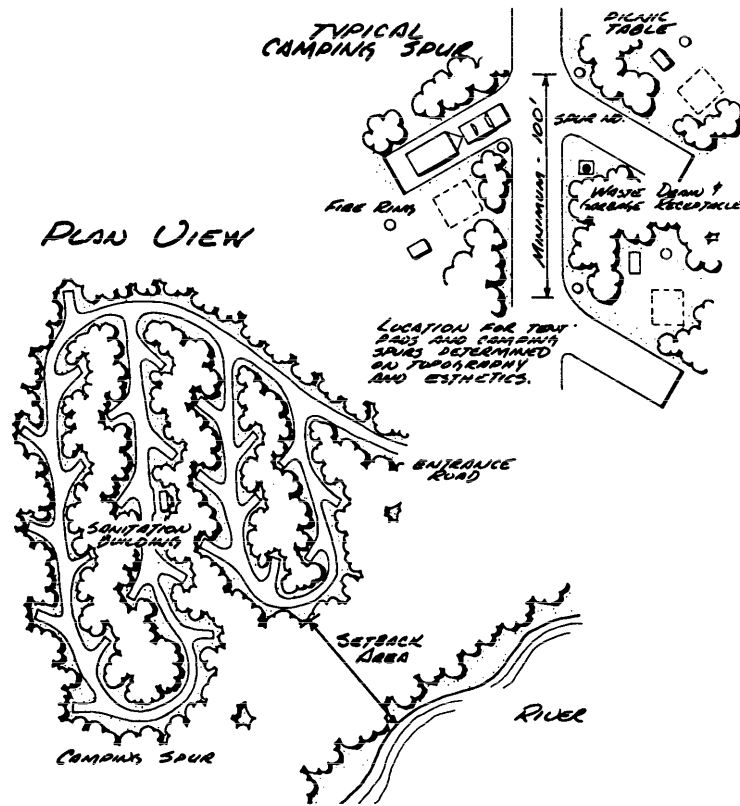 TYPICAL
CAMPING SPUR
PICNIC
TABLE
SPUR NO.
MINIMUM - 100'
WASTE DRAIN &
GARBAGE RECEPTACLE
FIRE RING
PLAN VIEW
LOCATION FOR TENT
PADS AND CAMPING
SPURS DETERMINED
ON TOPOGRAPHY
AND ESTHETICS.
ENTRANCE
ROAD
SANITATION
BUILDING
SETBACK
AREA
RIVER
CAMPING SPUR